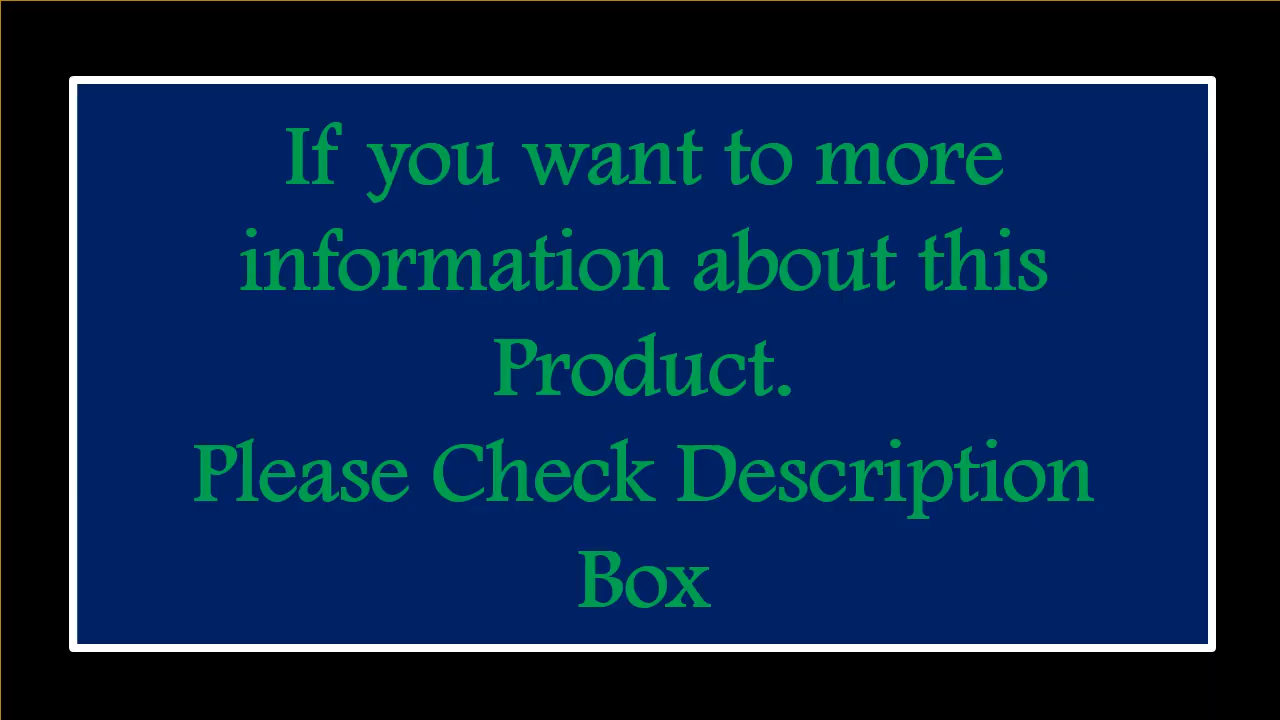 If you want to more
information about this
Product.
Please Check Description
Box